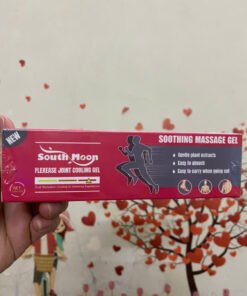 NEW
South Moon
FLEXEASE JOINT COOLING GEL
SOOTHING MASSAGE GEL
Gentle plant extracts
Easy to absorb
Easy to carry when going out
NET